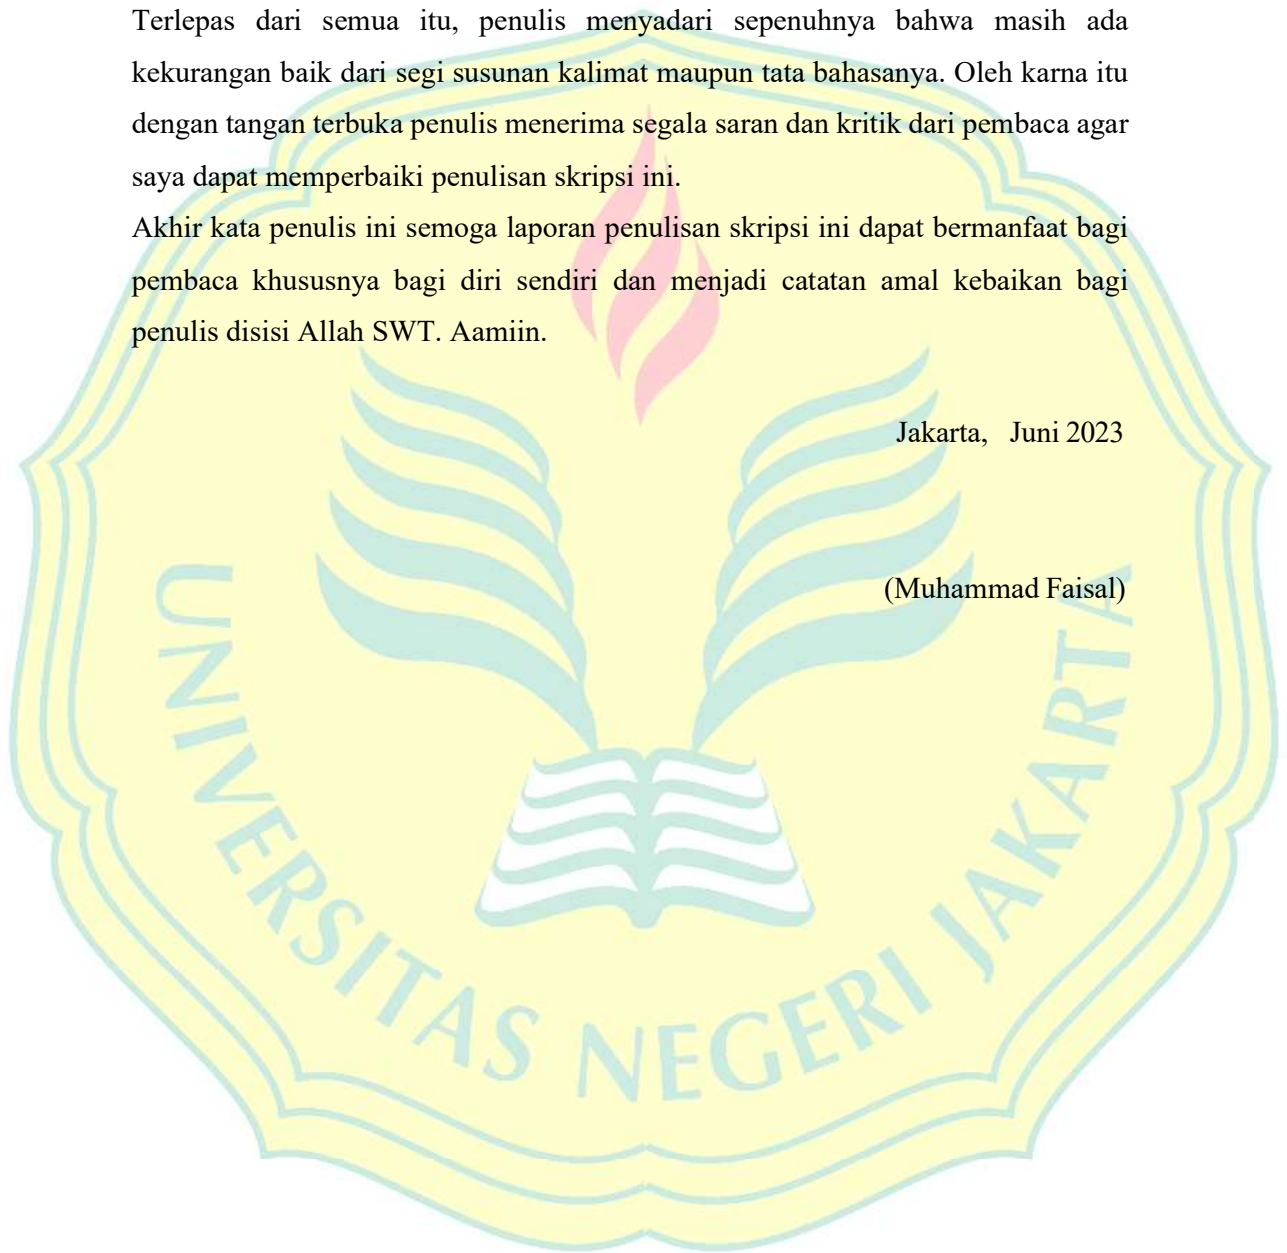 Terlepas dari semua itu, penulis menyadari sepenuhnya bahwa masih ada
kekurangan baik dari segi susunan kalimat maupun tata bahasanya. Oleh karna itu
dengan tangan terbuka penulis menerima segala saran dan kritik dari pembaca agar
saya dapat memperbaiki penulisan skripsi ini.
Akhir kata penulis ini semoga laporan penulisan skripsi ini dapat bermanfaat bagi
pembaca khususnya bagi diri sendiri dan menjadi catatan amal kebaikan bagi
penulis disisi Allah SWT. Aamiin.
Jakarta, Juni 2023
(Muhammad Faisal)
UNIVERSITAS NEGERI JAKARTA